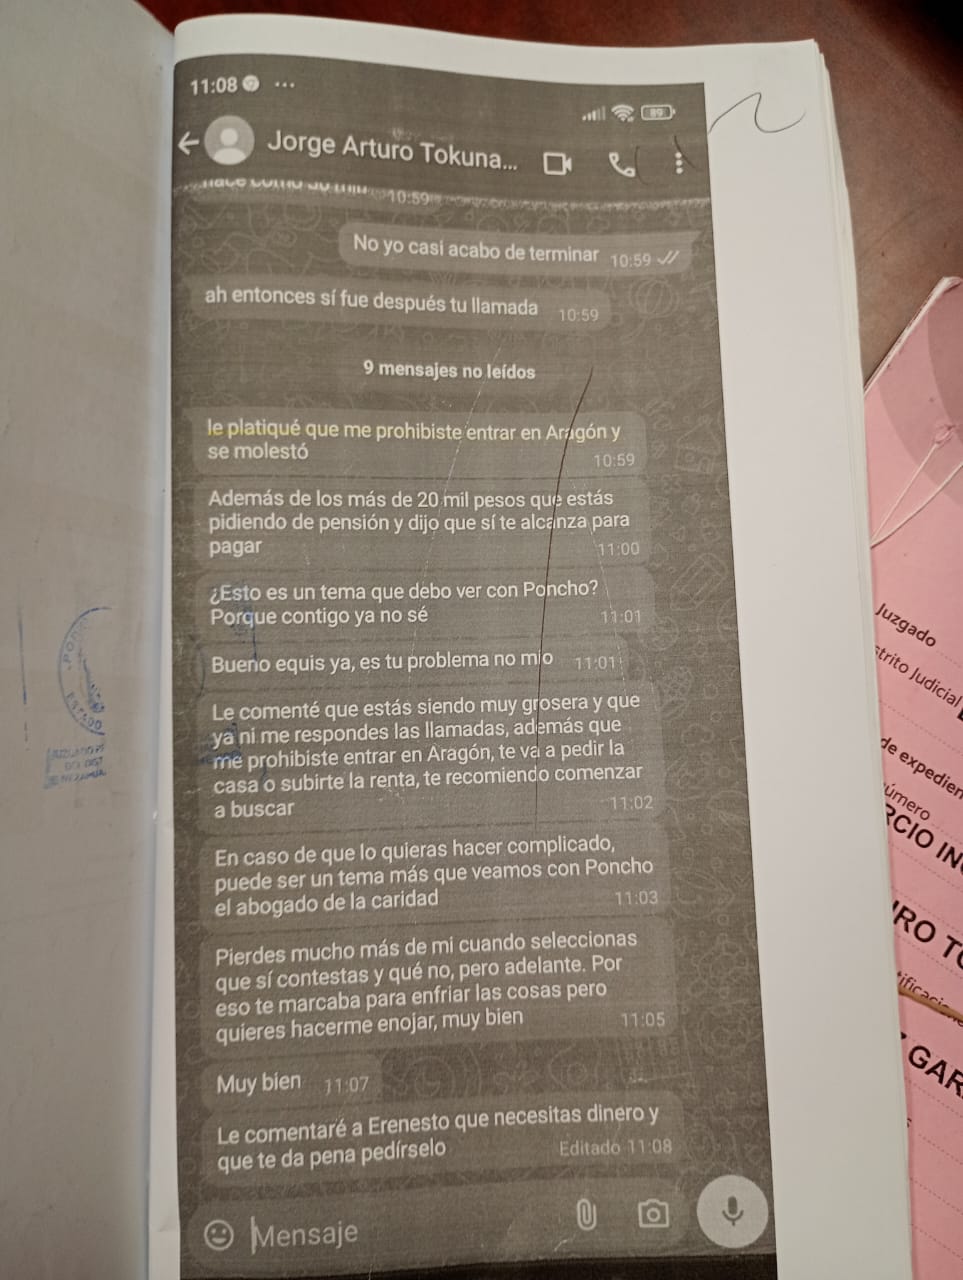 11:08
89
Jorge Arturo Tokuna...
10:59
No yo casi acabo de terminar 10:59
ah entonces sí fue después tu llamada 10:59
9 mensajes no leídos
le platiqué que me prohibiste entrar en Aragón y
se molestó 10:59
Además de los más de 20 mil pesos que estás
pidiendo de pensión y dijo que sí te alcanza para
pagar 11:00
¿Esto es un tema que debo ver con Poncho?
Porque contigo ya no sé 11:01
Bueno equis ya, es tu problema no mío 11:01
Le comenté que estás siendo muy grosera y que
ya ni me respondes las llamadas, además que
me prohibiste entrar en Aragón, te va a pedir la
casa o subirte la renta, te recomiendo comenzar
a buscar 11:02
En caso de que lo quieras hacer complicado,
puede ser un tema más que veamos con Poncho
el abogado de la caridad 11:03
Pierdes mucho más de mi cuando seleccionas
que sí contestas y qué no, pero adelante. Por
eso te marcaba para enfriar las cosas pero
quieres hacerme enojar, muy bien 11:05
Muy bien 11:07
Le comentaré a Erenesto que necesitas dinero y
que te da pena pedírselo Editado 11:08
Mensaje
Juzgado
strito Judicial
de expedien
úmero
RCIO IN
URO TO
tificacio
GAR